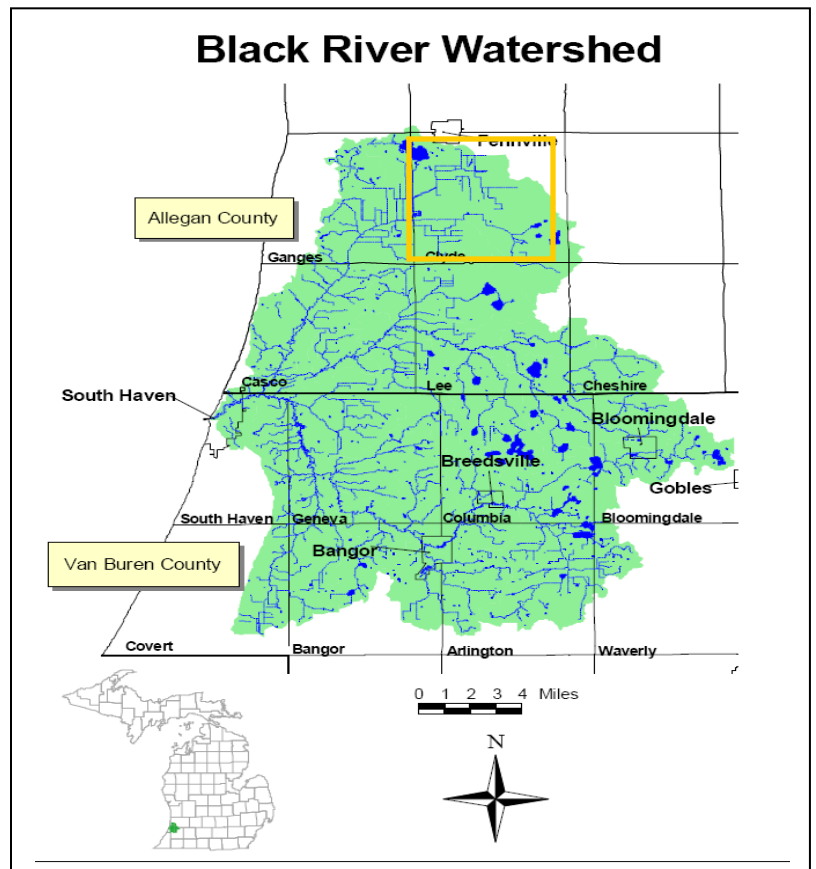 Black River Watershed
Fennville
Allegan County
Ganges
Clyde
South Haven
Casco
Lee
Cheshire
Bloomingdale
Breedsville
Gobles
South Haven
Geneva
Columbia
Bloomingdale
Bangor
Van Buren County
Covert
Bangor
Arlington
Waverly
0 1 2 3 4 Miles
N